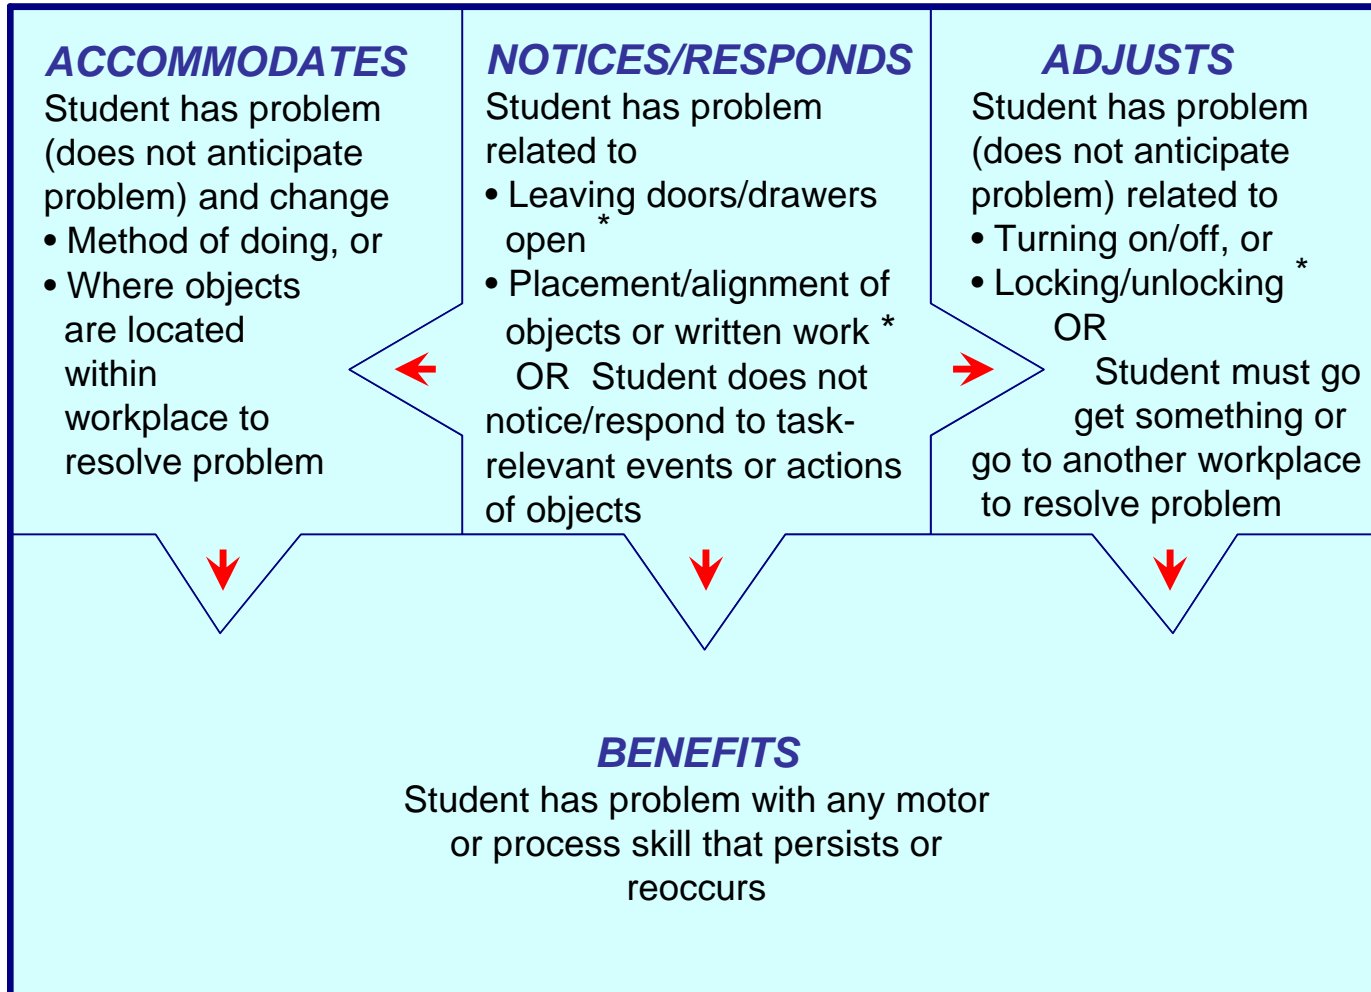 ACCOMMODATES
Student has problem
(does not anticipate
problem) and change
• Method of doing, or
• Where objects
are located
within
workplace to
resolve problem
NOTICES/RESPONDS
Student has problem
related to
• Leaving doors/drawers
open *
• Placement/alignment of
objects or written work *
OR Student does not
notice/respond to task-
relevant events or actions
of objects
ADJUSTS
Student has problem
(does not anticipate
problem) related to
• Turning on/off, or
• Locking/unlocking *
OR
Student must go
get something or
go to another workplace
to resolve problem
BENEFITS
Student has problem with any motor
or process skill that persists or
reoccurs